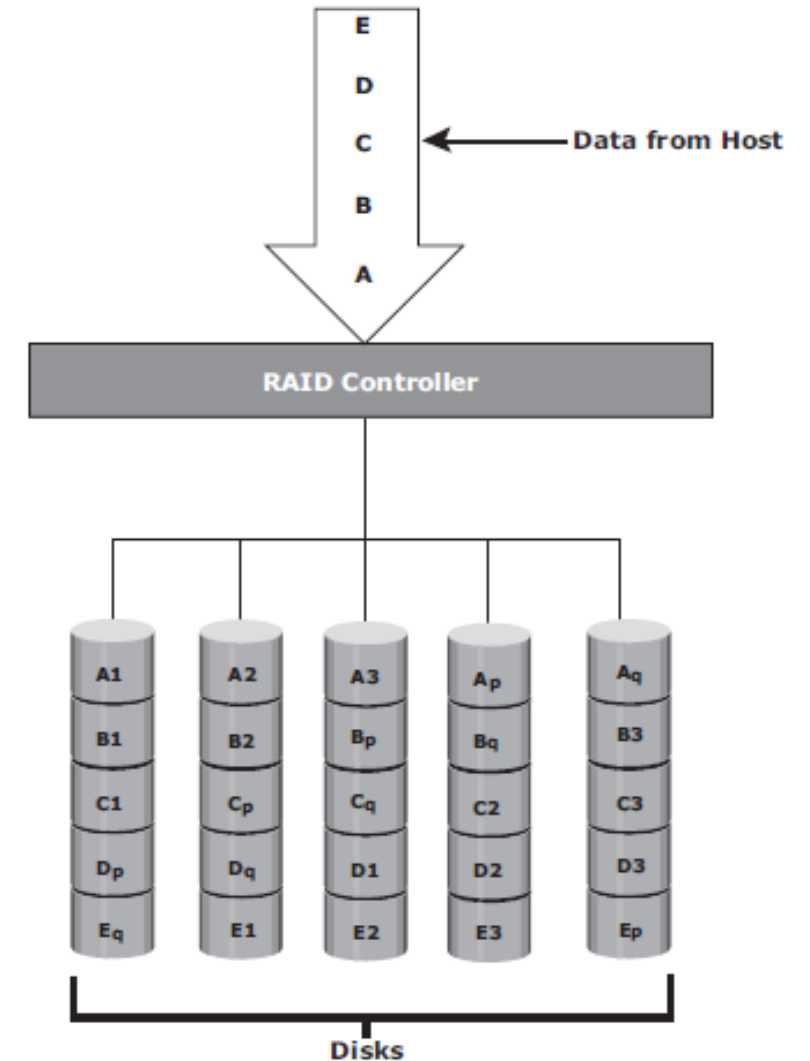 E
D
C
Data from Host
B
A
RAID Controller
A1 A2 A3 Ap Aq
B1 B2 Bp Bq B3
C1 Cp Cq C2 C3
Dp Dq D1 D2 D3
Eq E1 E2 E3 Ep
Disks